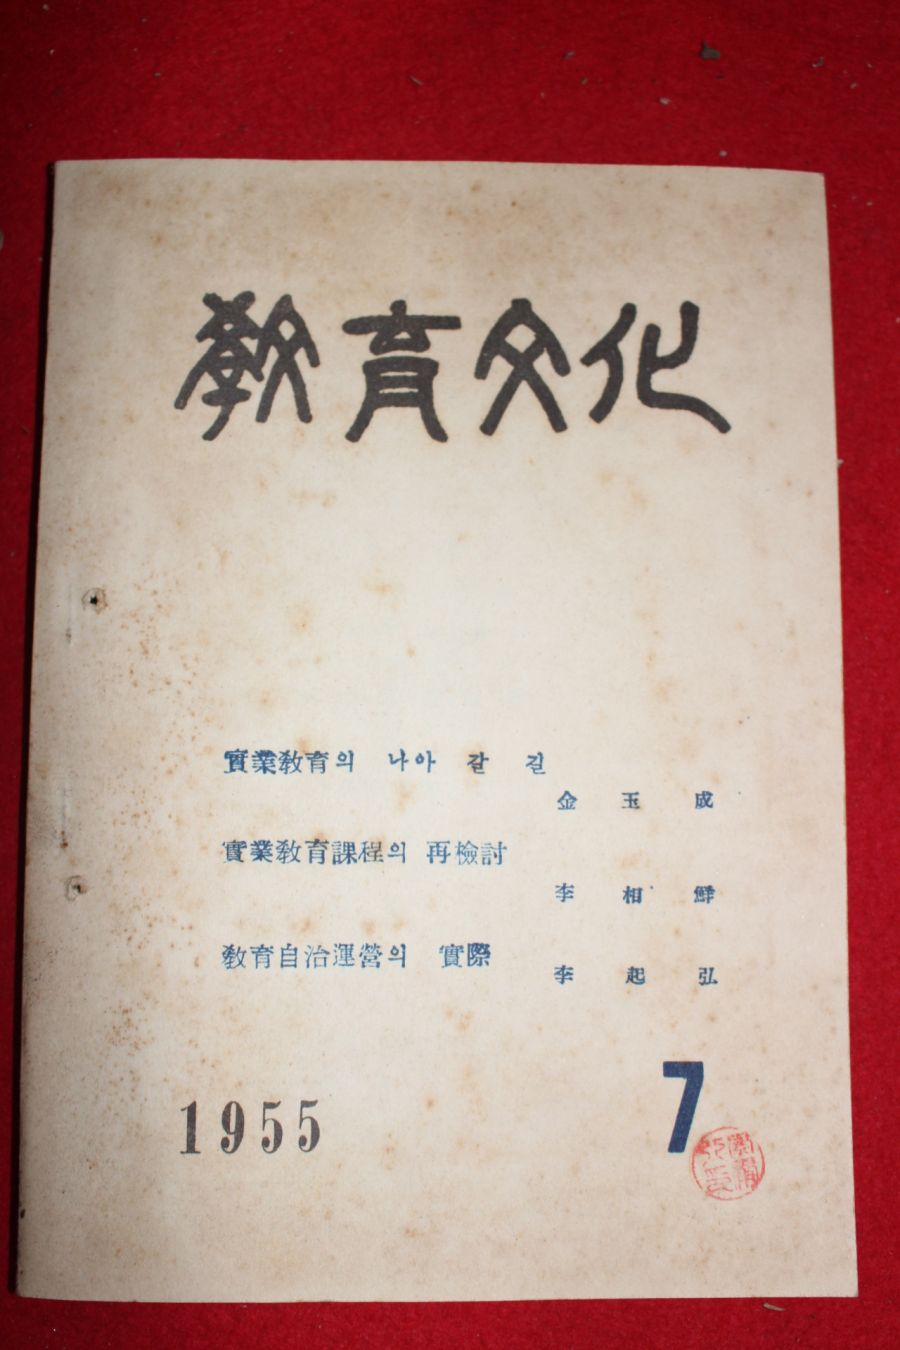 敎育文化
實業敎育의 나아 갈 길
金玉成
實業敎育課程의 再檢討
李相鮮
敎育自治運營의 實際
李起弘
1955
7